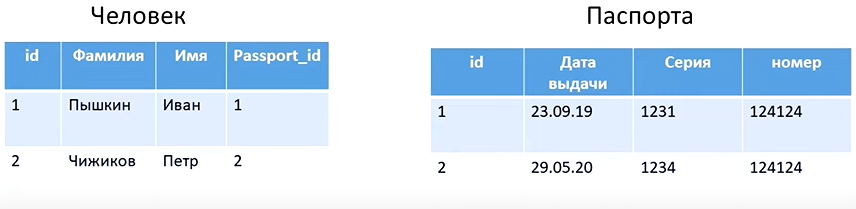 Человек
id Фамилия Имя Passport_id
1 Пышкин Иван 1
2 Чижиков Петр 2
Паспорта
id Дата выдачи Серия номер
1 23.09.19 1231 124124
2 29.05.20 1234 124124